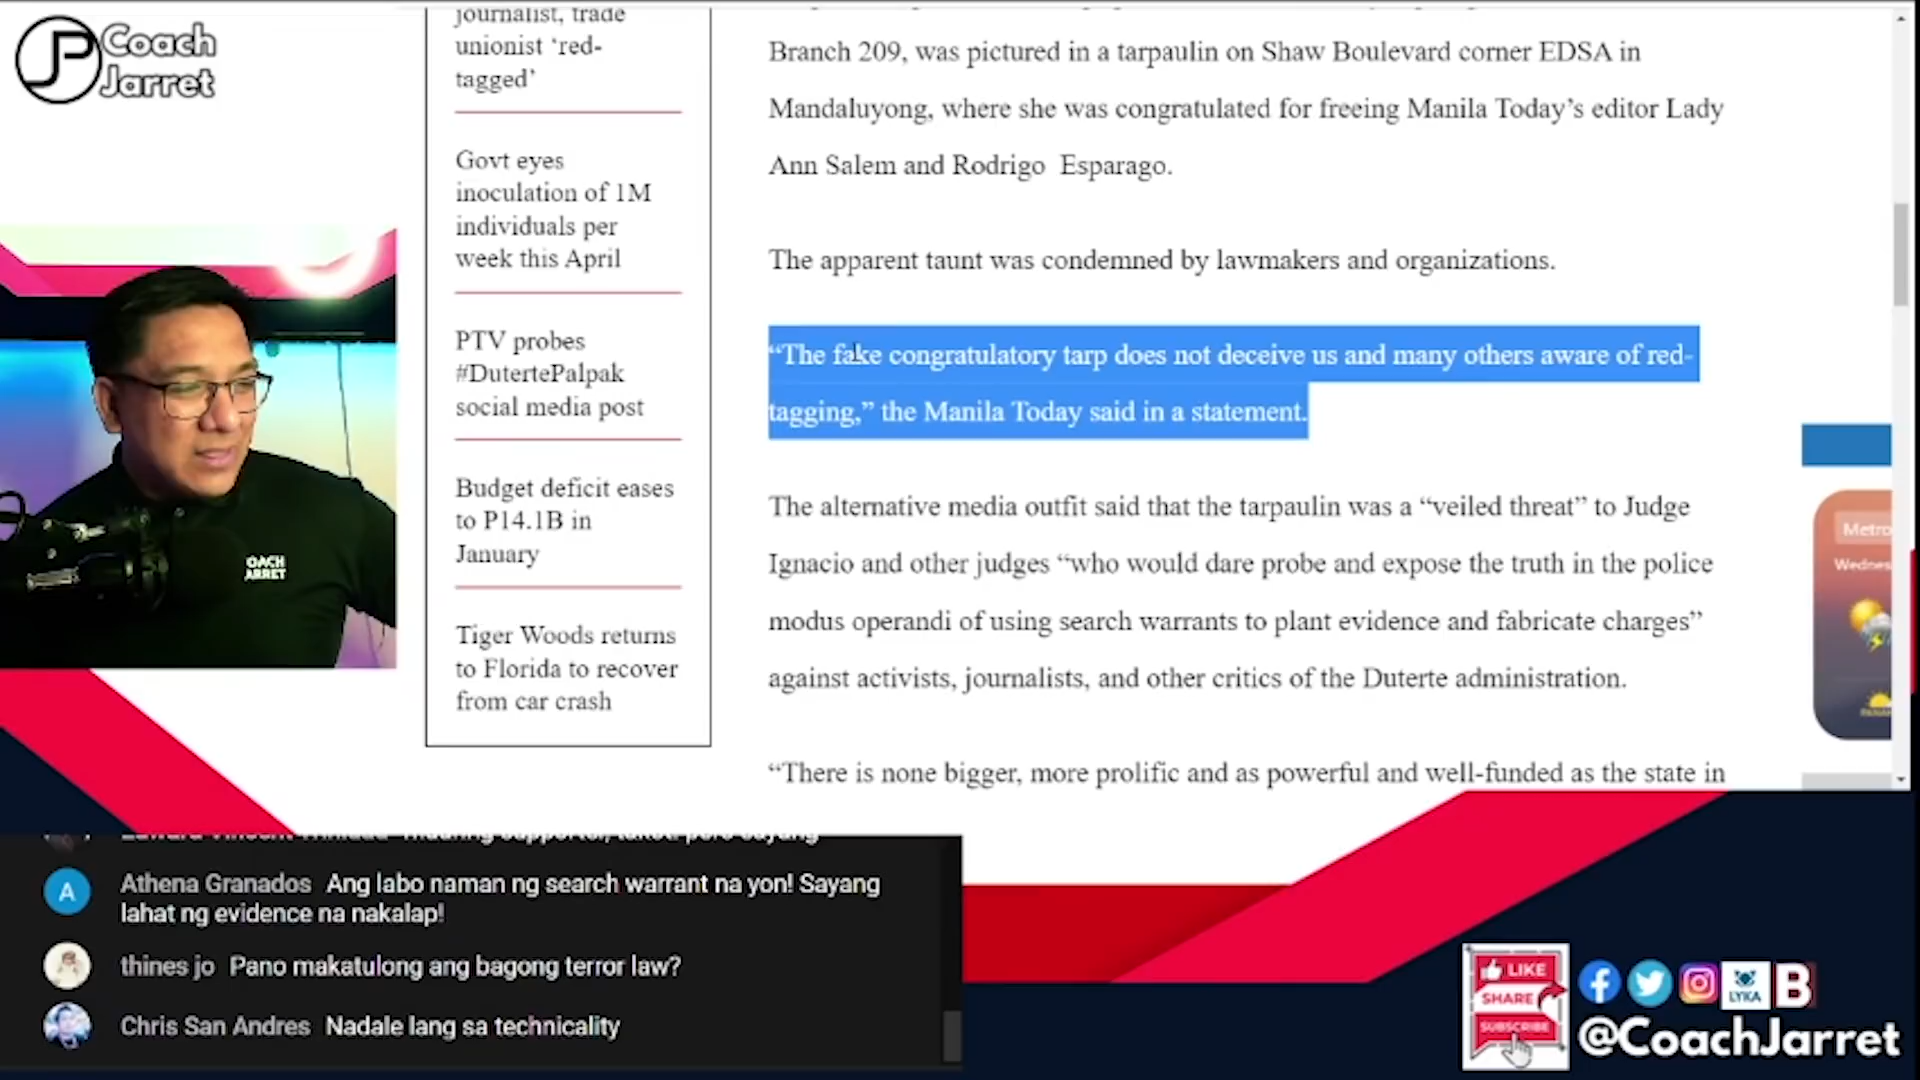 Coach
Jarret
journalist, trade
unionist ‘red-
tagged’
Govt eyes
inoculation of 1M
individuals per
week this April
PTV probes
#DutertePalpak
social media post
Budget deficit eases
to P14.1B in
January
Tiger Woods returns
to Florida to recover
from car crash
Branch 209, was pictured in a tarpaulin on Shaw Boulevard corner EDSA in
Mandaluyong, where she was congratulated for freeing Manila Today’s editor Lady
Ann Salem and Rodrigo Esparago.
The apparent taunt was condemned by lawmakers and organizations.
“The fake congratulatory tarp does not deceive us and many others aware of red-
tagging,” the Manila Today said in a statement.
The alternative media outfit said that the tarpaulin was a “veiled threat” to Judge
Ignacio and other judges “who would dare probe and expose the truth in the police
modus operandi of using search warrants to plant evidence and fabricate charges”
against activists, journalists, and other critics of the Duterte administration.
“There is none bigger, more prolific and as powerful and well-funded as the state in
Metro
Wednes
OACH
ARRET
Athena Granados Ang labo naman ng search warrant na yon! Sayang
lahat ng evidence na nakalap!
thines jo Pano makatulong ang bagong terror law?
Chris San Andres Nadale lang sa technicality
LIKE
SHARE
SUBSCRIBE
LYKA
B
@CoachJarret